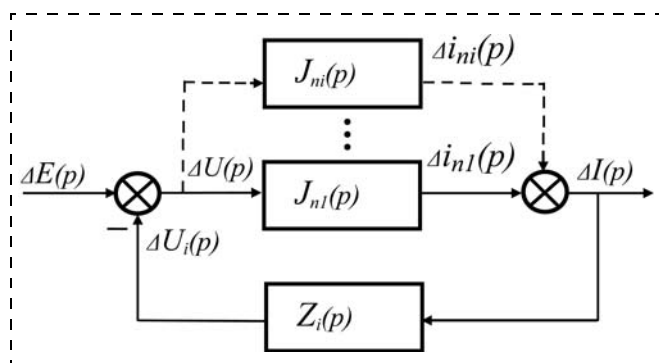 J_ni(p)
Δi_ni(p)
ΔE(p)
ΔU(p)
J_n1(p)
Δi_n1(p)
ΔI(p)
–
ΔU_i(p)
Z_i(p)